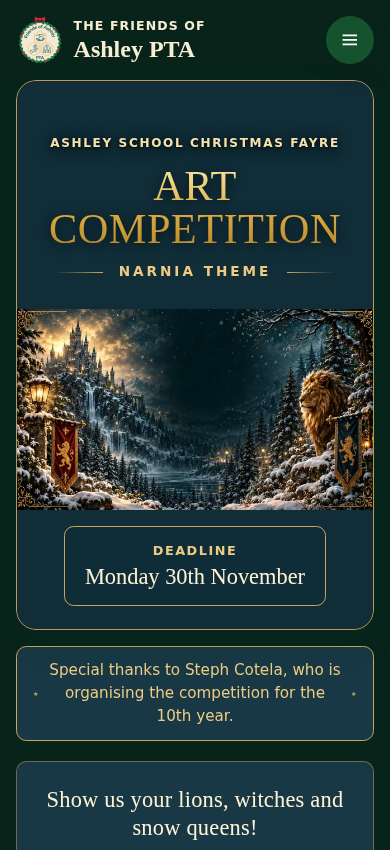 THE FRIENDS OF
Ashley PTA
ASHLEY SCHOOL CHRISTMAS FAYRE
ART
COMPETITION
NARNIA THEME
DEADLINE
Monday 30th November
Special thanks to Steph Cotela, who is
organising the competition for the
10th year.
Show us your lions, witches and
snow queens!